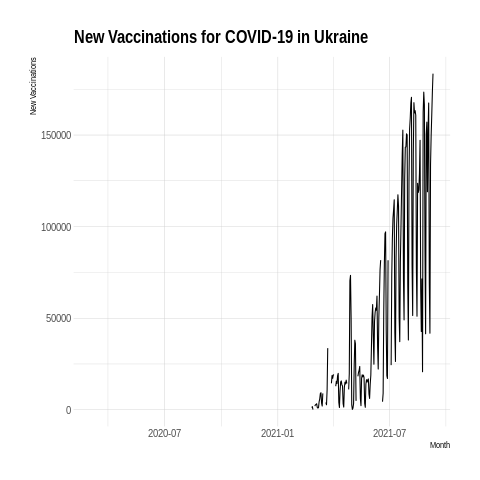 New Vaccinations for COVID-19 in Ukraine
New Vaccinations
150000
100000
50000
0
2020-07
2021-01
2021-07
Month